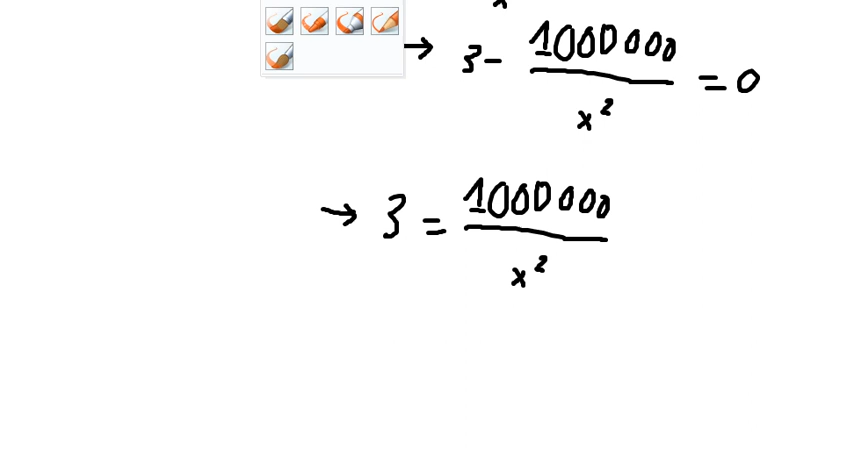 → 3 - 1000000 / x² = 0
→ 3 = 1000000 / x²